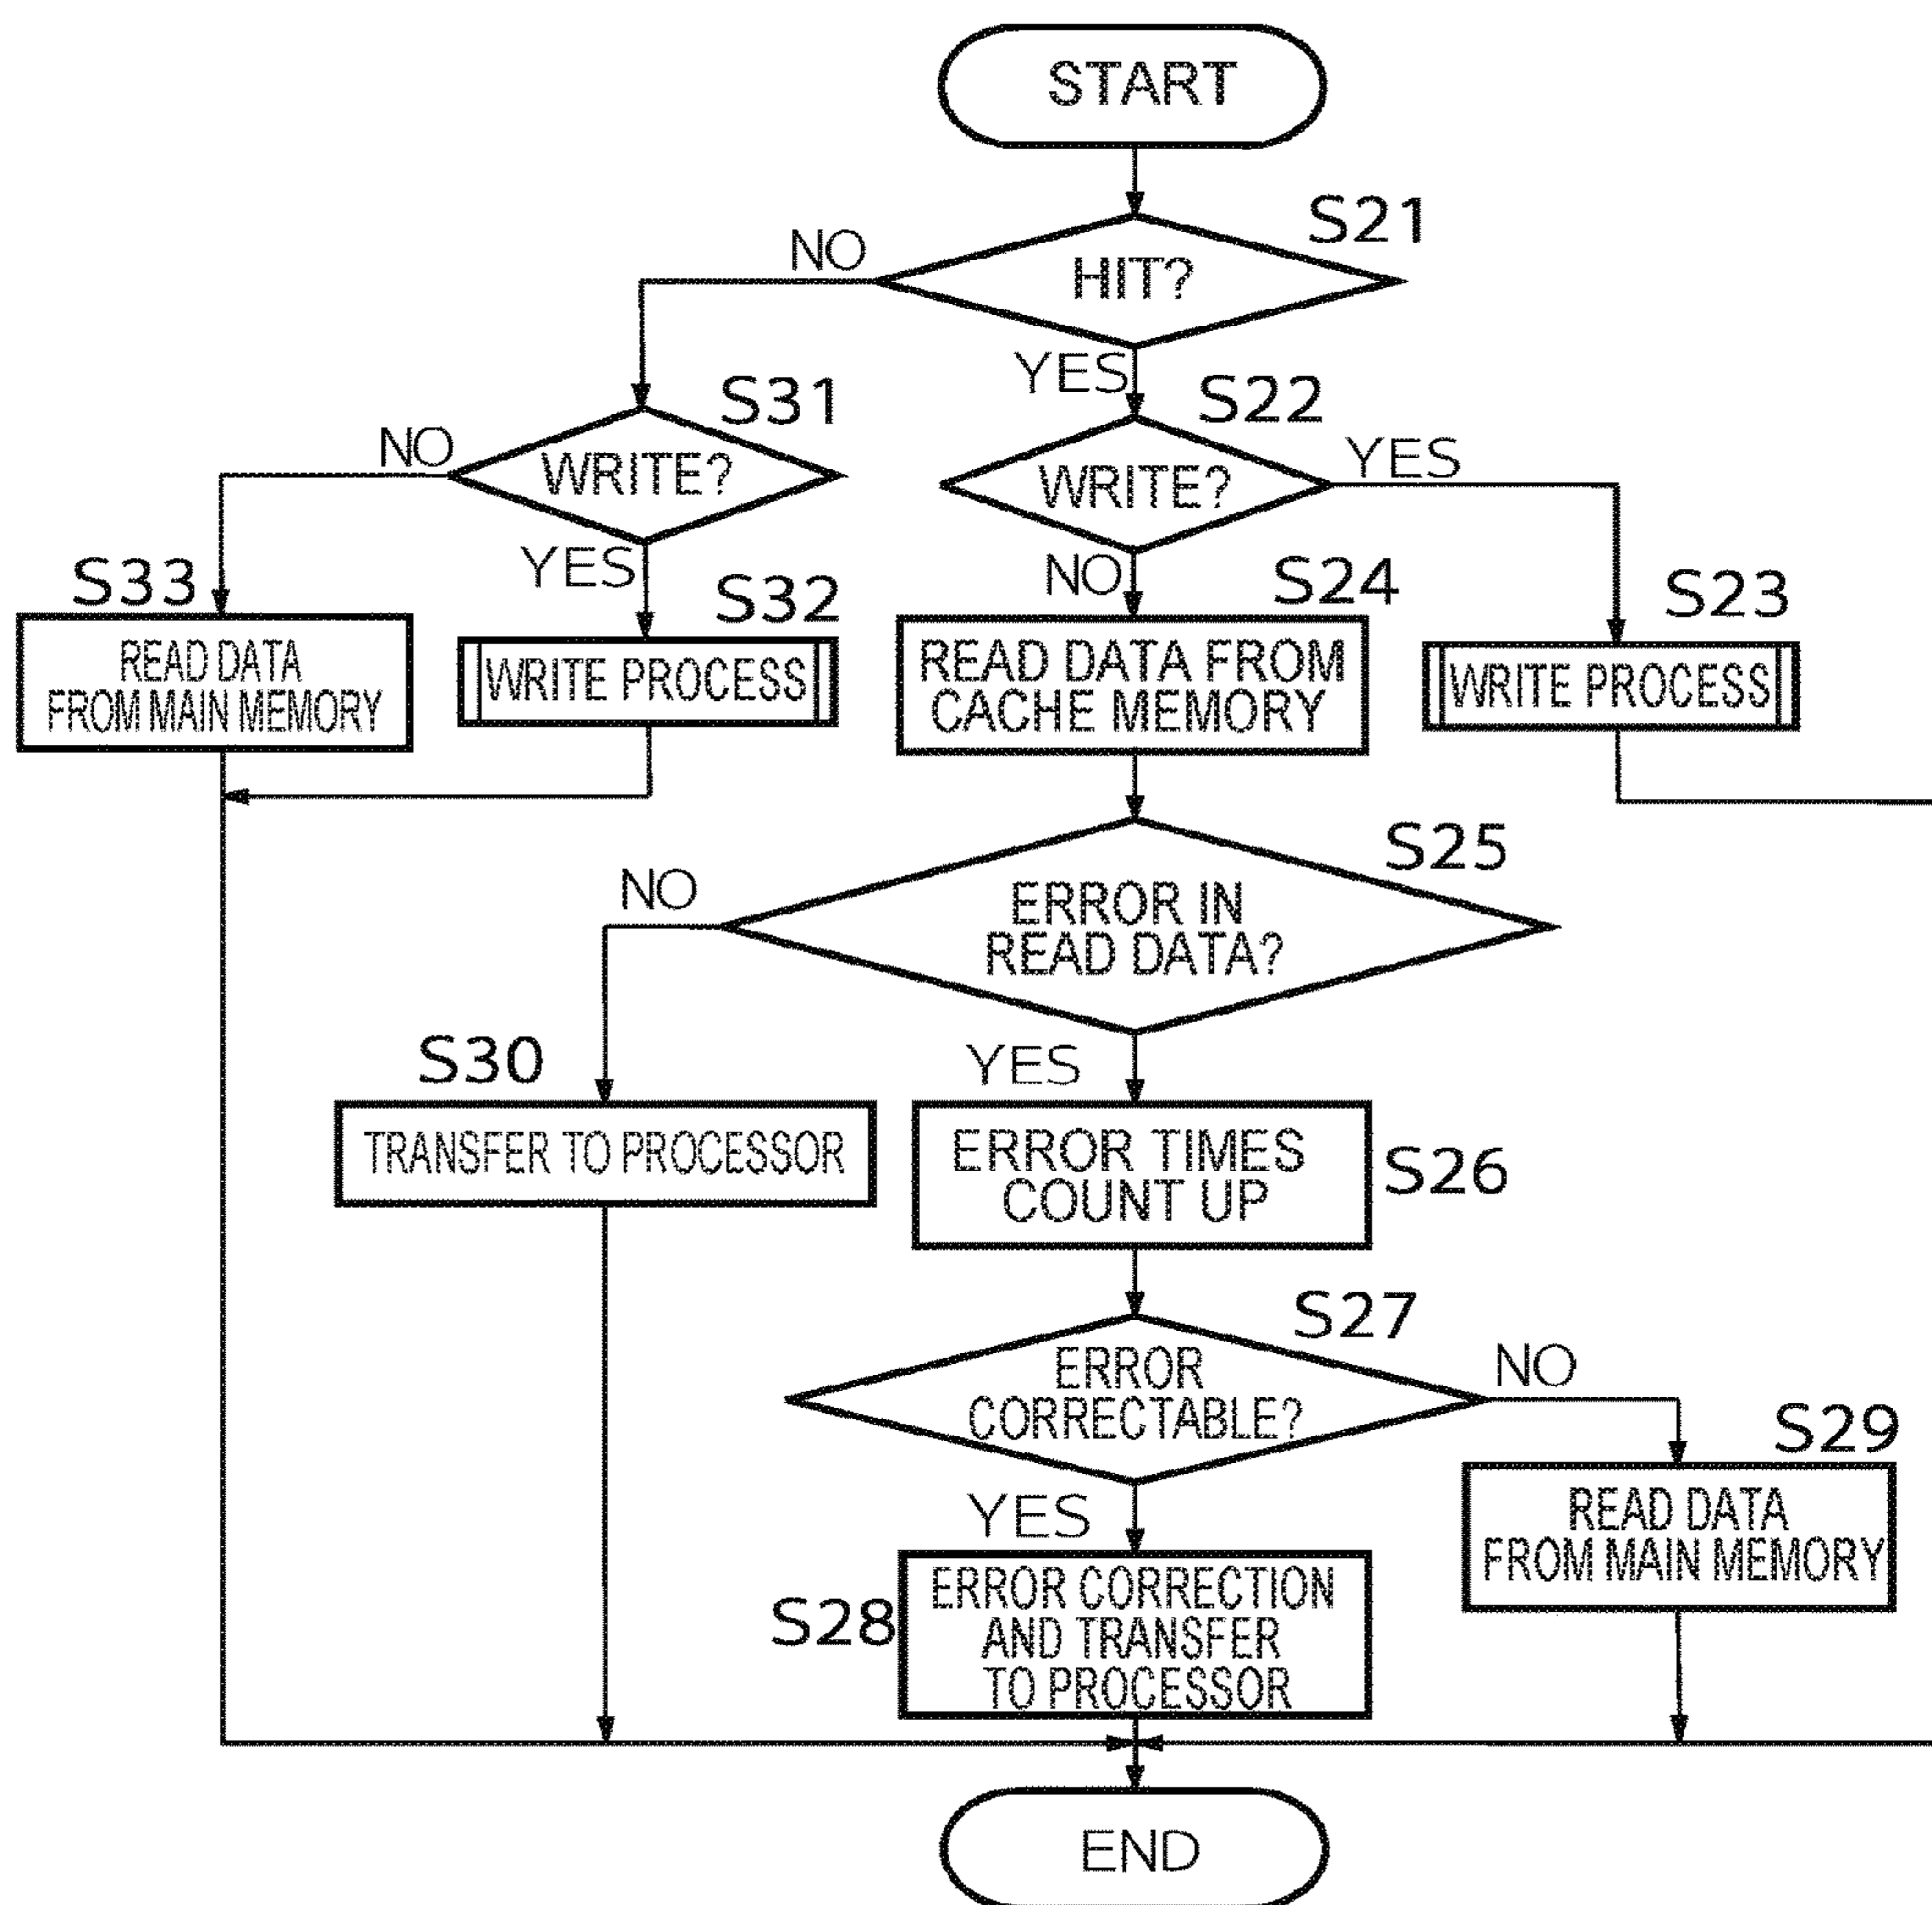 START
S21
NO
HIT?
YES
S31
S22
NO
WRITE?
WRITE?
YES
S33
YES
S32
NO
S24
S23
READ DATA
FROM MAIN MEMORY
WRITE PROCESS
READ DATA FROM
CACHE MEMORY
WRITE PROCESS
S25
NO
ERROR IN
READ DATA?
S30
YES
TRANSFER TO PROCESSOR
ERROR TIMES
COUNT UP
S26
S27
ERROR
CORRECTABLE?
NO
S29
YES
READ DATA
FROM MAIN MEMORY
S28
ERROR CORRECTION
AND TRANSFER
TO PROCESSOR
END